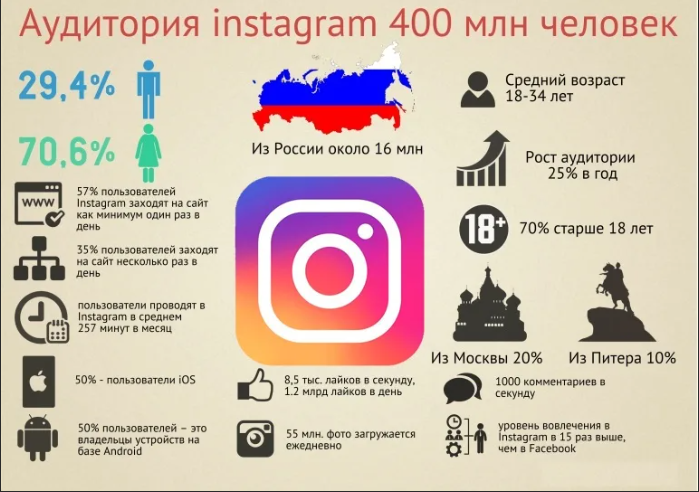 Аудитория instagram 400 млн человек
29,4%
70,6%
57% пользователей
Instagram заходят на сайт
как минимум один раз в
день
35% пользователей заходят
на сайт несколько раз в
день
пользователи проводят в
Instagram в среднем
257 минут в месяц
50% - пользователи iOS
50% пользователей – это
владельцы устройств на
базе Android
www
Из России около 16 млн
8,5 тыс. лайков в секунду,
1.2 млрд лайков в день
55 млн. фото загружается
ежедневно
Средний возраст
18-34 лет
Рост аудитории
25% в год
18+
70% старше 18 лет
Из Москвы 20%
Из Питера 10%
1000 комментариев в
секунду
уровень вовлечения в
Instagram в 15 раз выше,
чем в Facebook